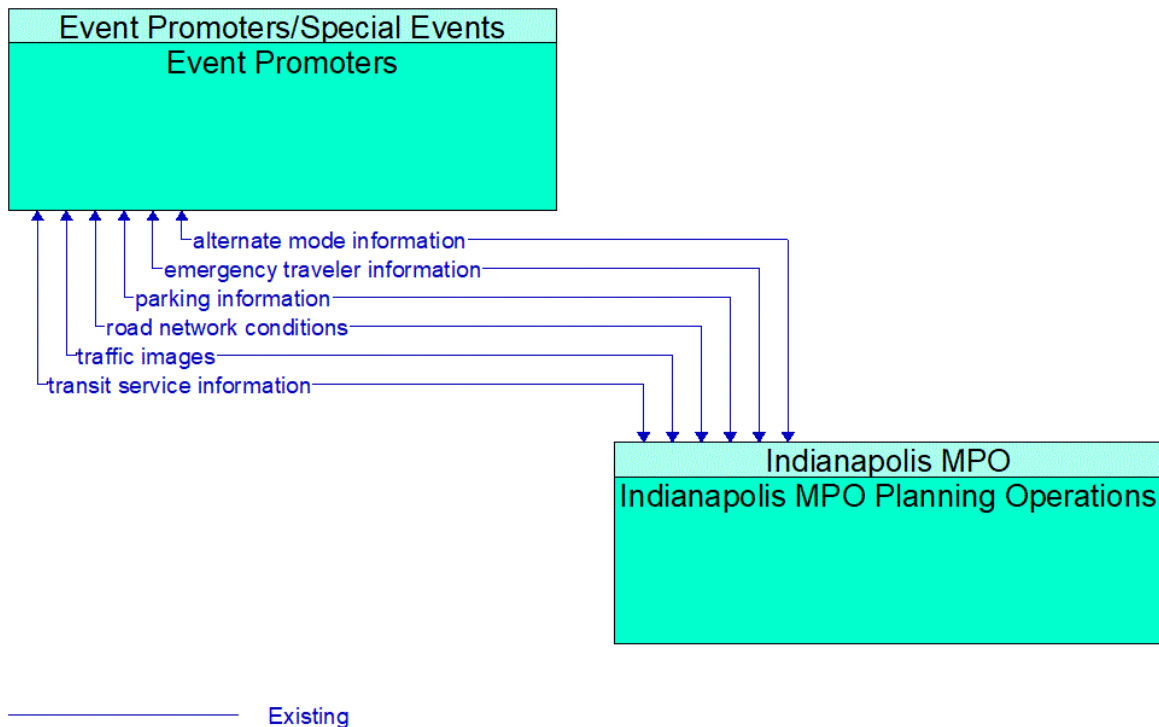 Event Promoters/Special Events
Event Promoters
alternate mode information
emergency traveler information
parking information
road network conditions
traffic images
transit service information
Indianapolis MPO
Indianapolis MPO Planning Operations
Existing